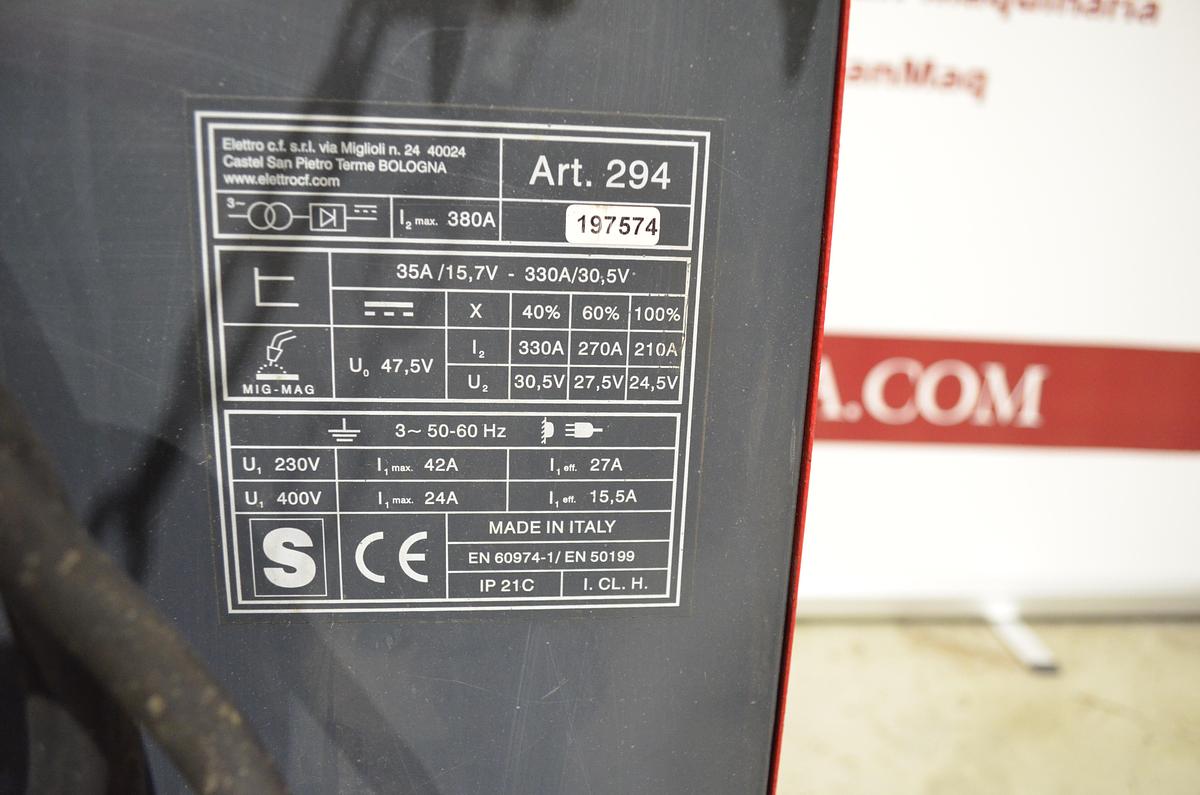 Elettro c.f. s.r.l. via Miglioli n. 24 40024
Castel San Pietro Terme BOLOGNA
www.elettrocf.com
Art. 294
3~
I2 max. 380A
197574
35A /15,7V - 330A/30,5V
X 40% 60% 100%
MIG-MAG
U0 47,5V
I2 330A 270A 210A
U2 30,5V 27,5V 24,5V
3~ 50-60 Hz
U1 230V I1 max. 42A I1 eff. 27A
U1 400V I1 max. 24A I1 eff. 15,5A
S
CE
MADE IN ITALY
EN 60974-1/ EN 50199
IP 21C I. CL. H.
anMaq
A.COM